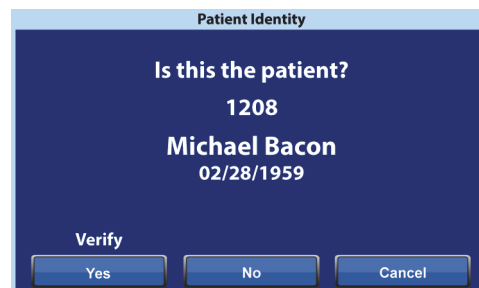 Patient Identity
Is this the patient?
1208
Michael Bacon
02/28/1959
Verify
Yes No Cancel